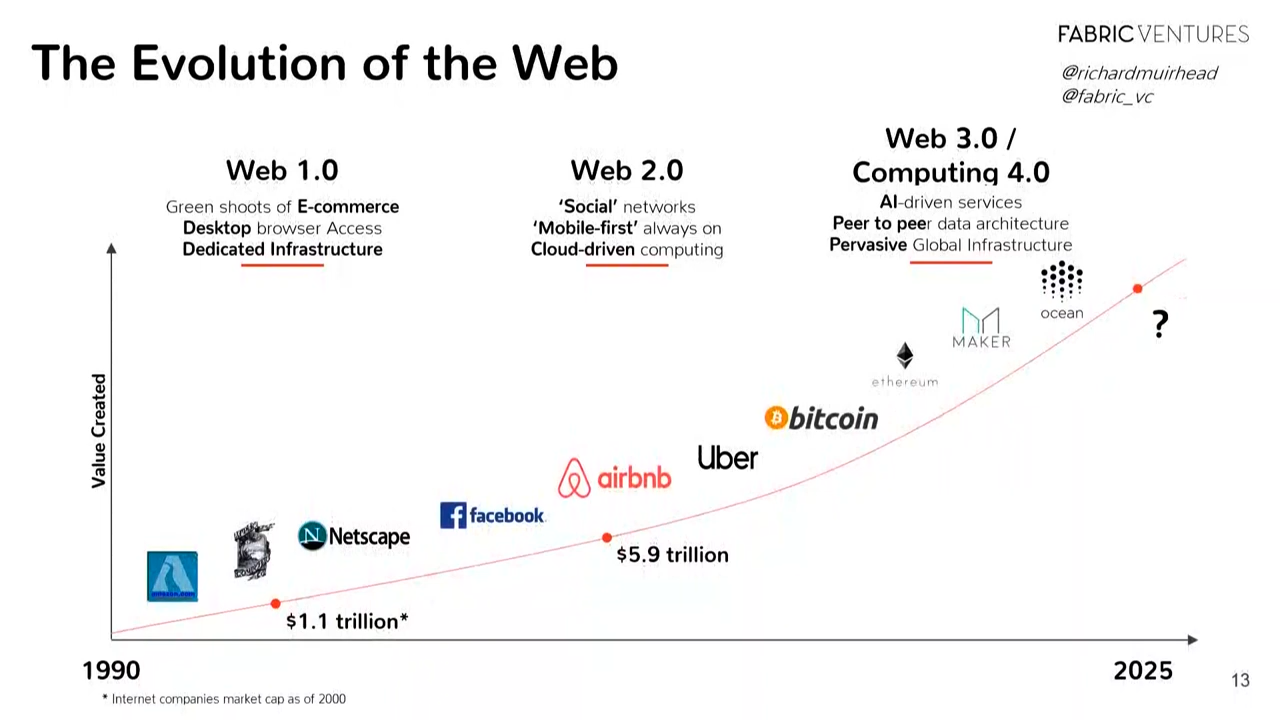 The Evolution of the Web
FABRIC VENTURES
@richardmuirhead
@fabric_vc
Web 1.0
Green shoots of E-commerce
Desktop browser Access
Dedicated Infrastructure
Web 2.0
‘Social’ networks
‘Mobile-first’ always on
Cloud-driven computing
Web 3.0 /
Computing 4.0
AI-driven services
Peer to peer data architecture
Pervasive Global Infrastructure
Value Created
amazon.com
N Netscape
facebook
airbnb
Uber
bitcoin
ethereum
MAKER
ocean
?
$1.1 trillion*
$5.9 trillion
1990
2025
* Internet companies market cap as of 2000
13